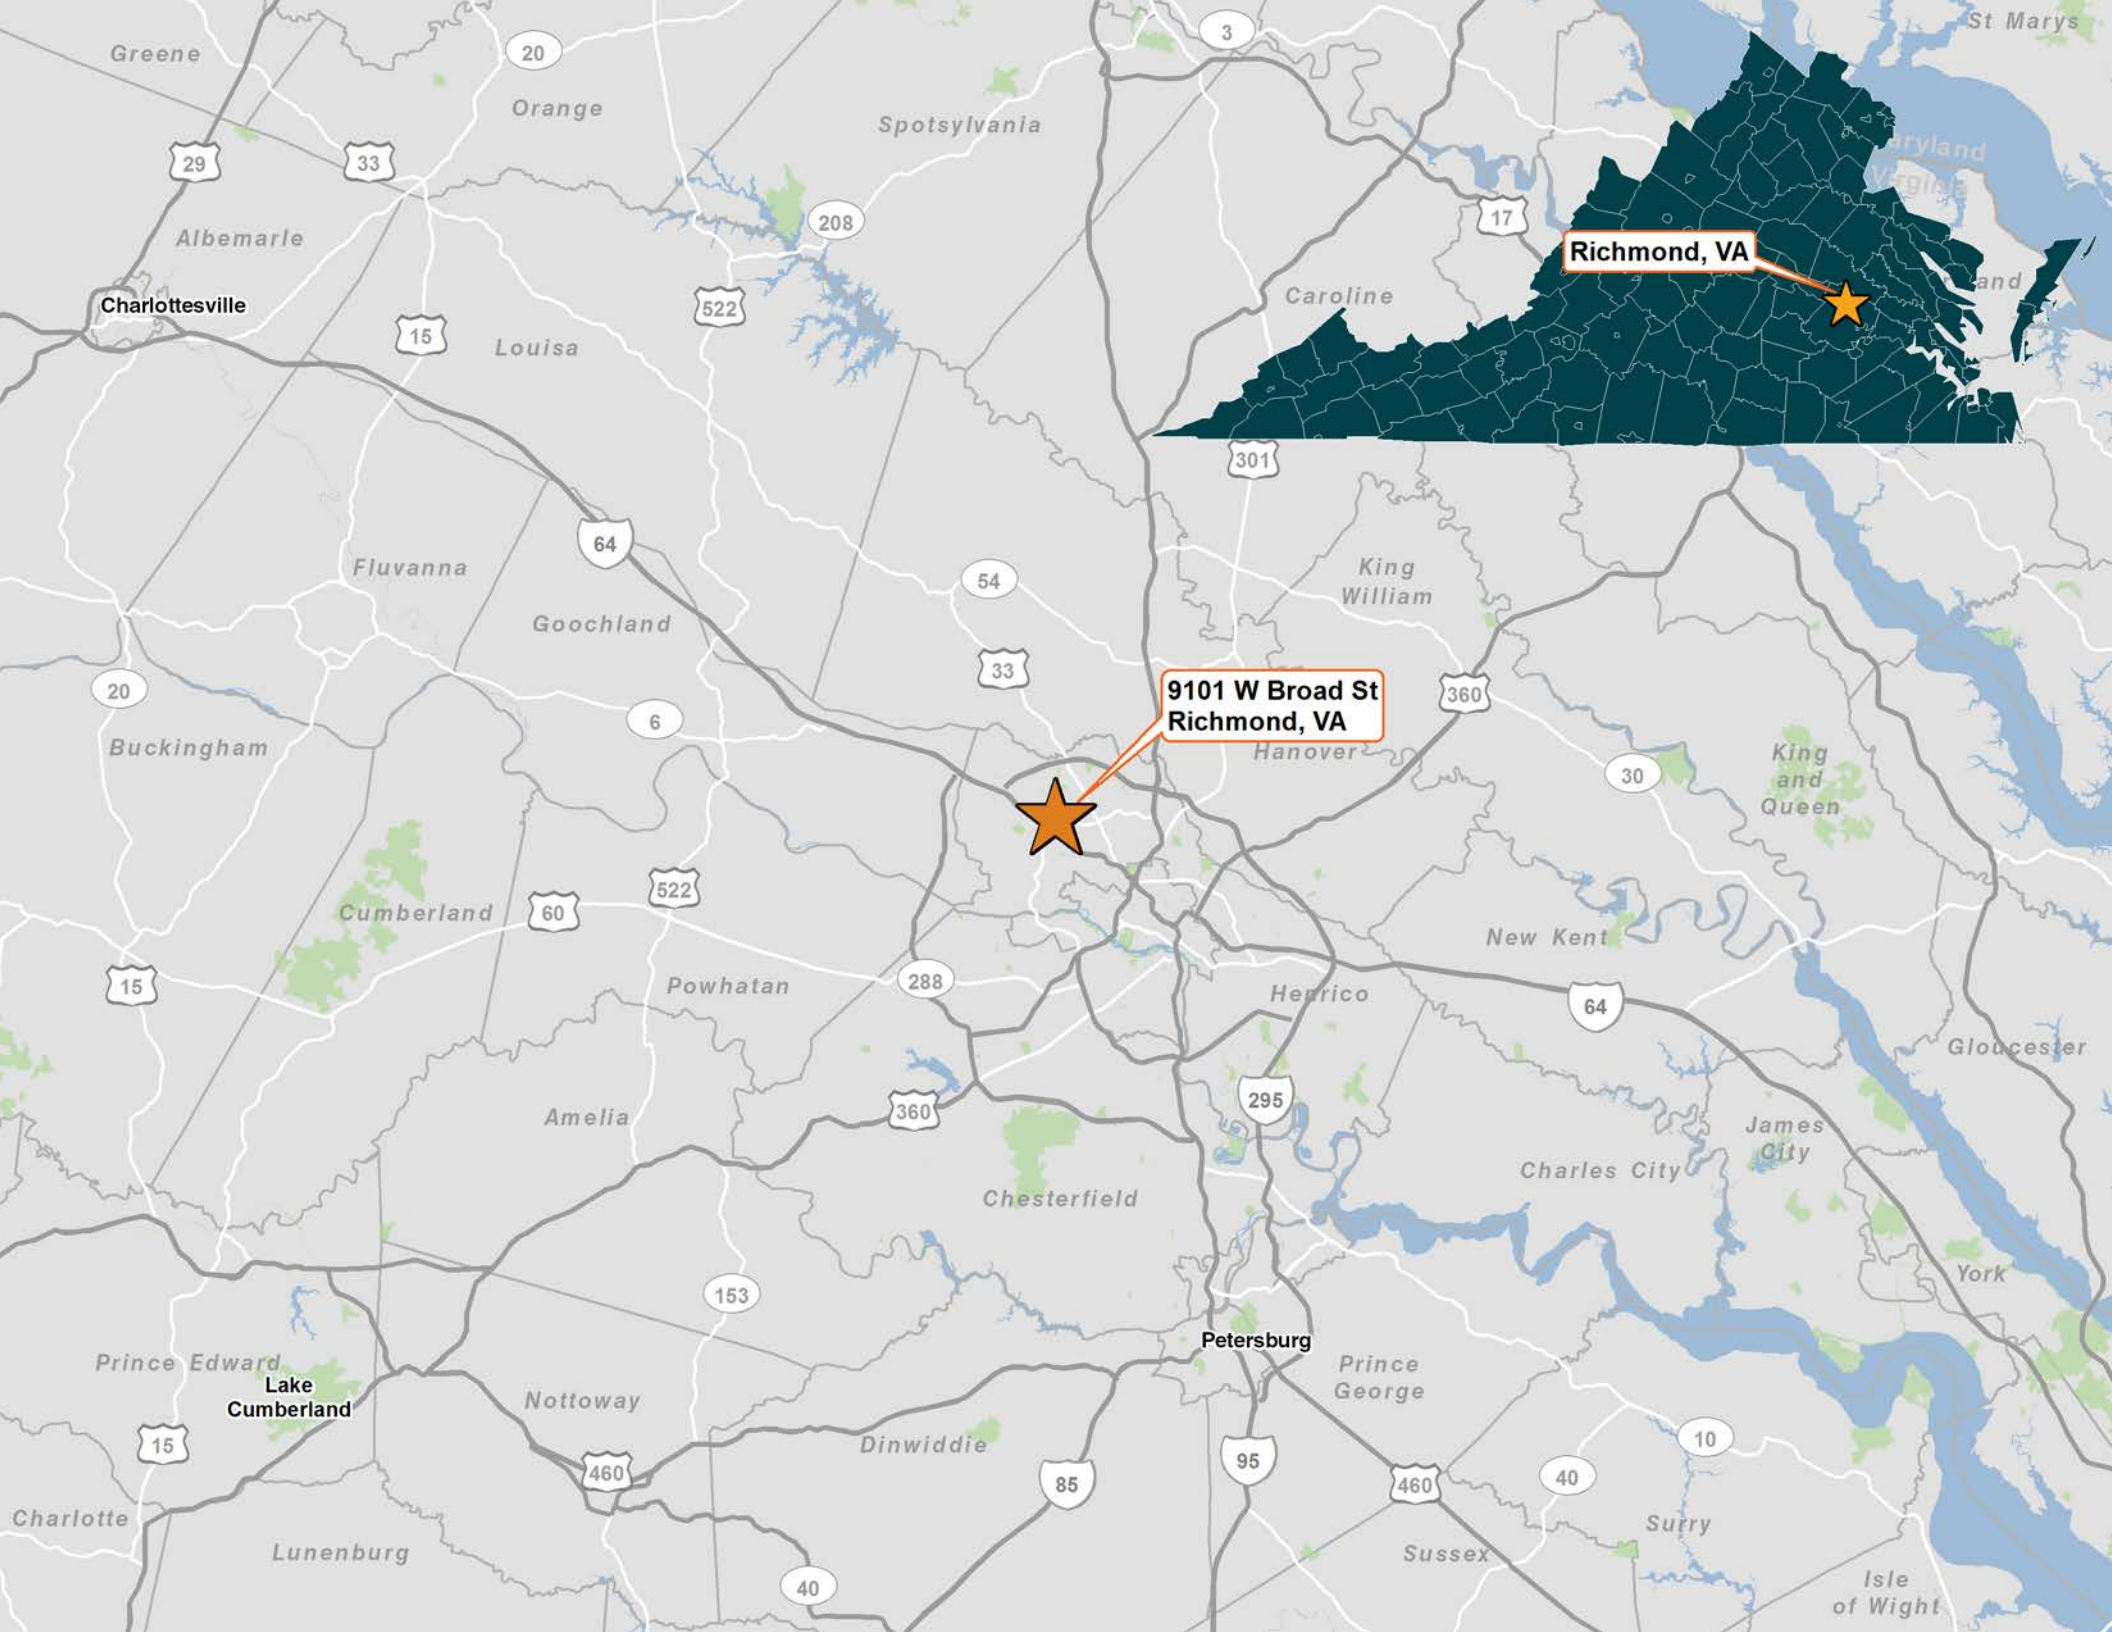 St Marys
3
Greene
20
Orange
Spotsylvania
29
33
Maryland
Virginia
17
208
Albemarle
Richmond, VA
Charlottesville
522
Caroline
15
Louisa
301
64
54
King
William
Fluvanna
Goochland
33
9101 W Broad St
Richmond, VA
360
20
6
Buckingham
Hanover
30
King
and
Queen
522
60
Cumberland
New Kent
15
Powhatan
288
Henrico
64
Gloucester
295
360
Amelia
James
City
Charles City
Chesterfield
153
York
Petersburg
Prince Edward
Lake
Cumberland
Prince
George
Nottoway
Dinwiddie
15
460
85
95
460
40
10
Charlotte
Lunenburg
Surry
Sussex
40
Isle
of Wight